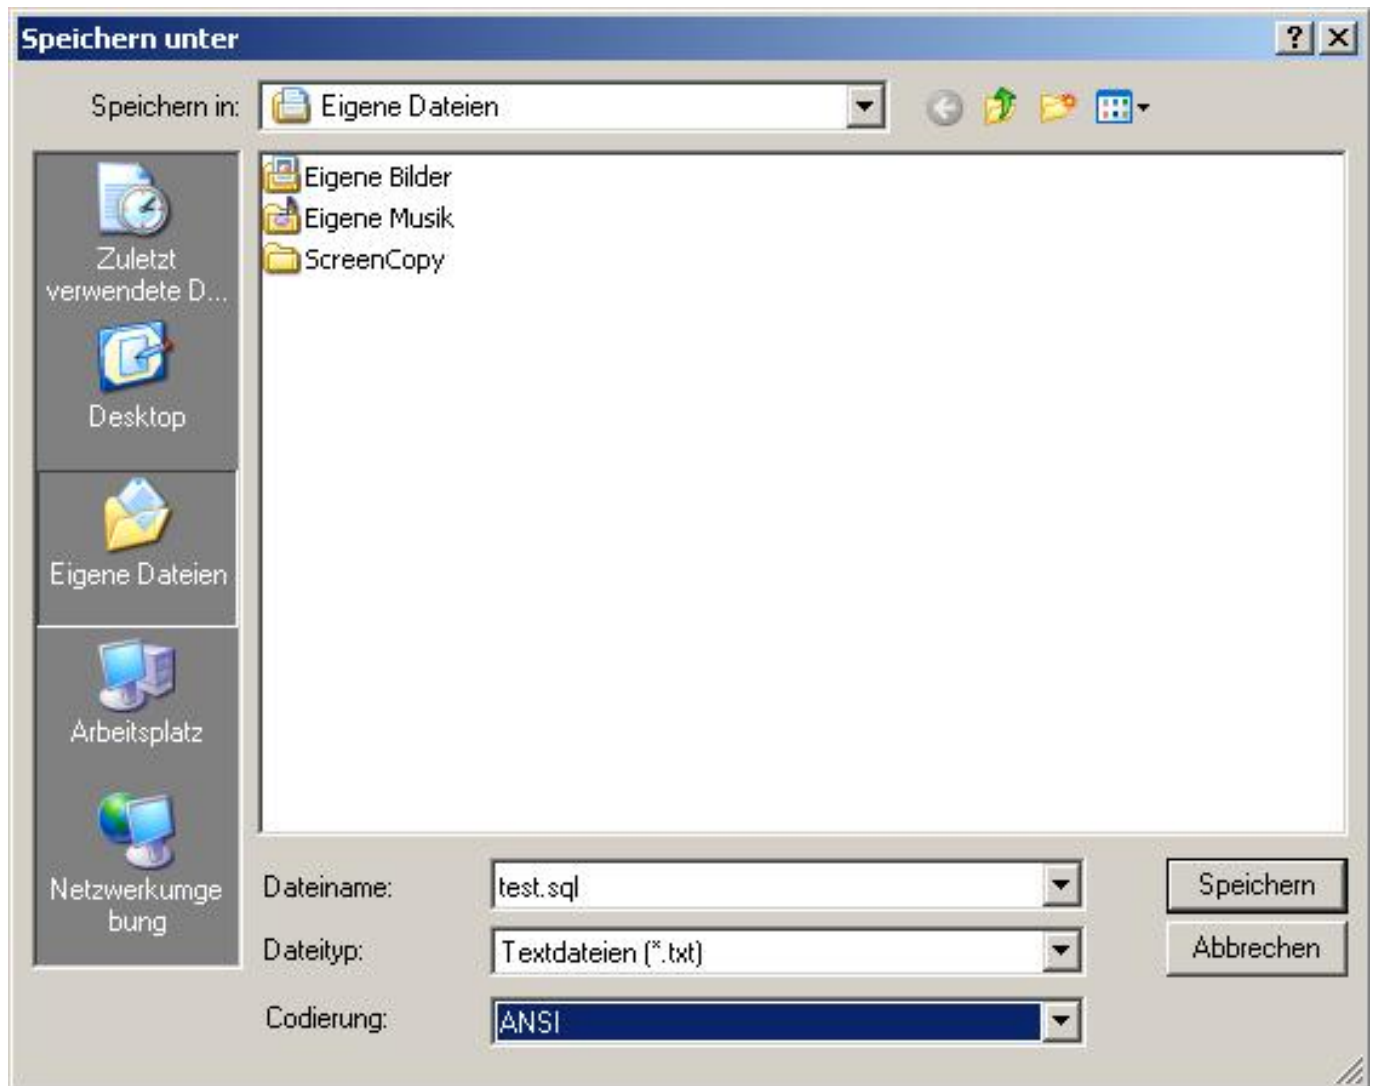 Speichern unter
Speichern in:
Eigene Dateien
Zuletzt
verwendete D...
Desktop
Eigene Dateien
Arbeitsplatz
Netzwerkumge
bung
Eigene Bilder
Eigene Musik
ScreenCopy
Dateiname:
test.sql
Speichern
Dateityp:
Textdateien (*.txt)
Abbrechen
Codierung:
ANSI